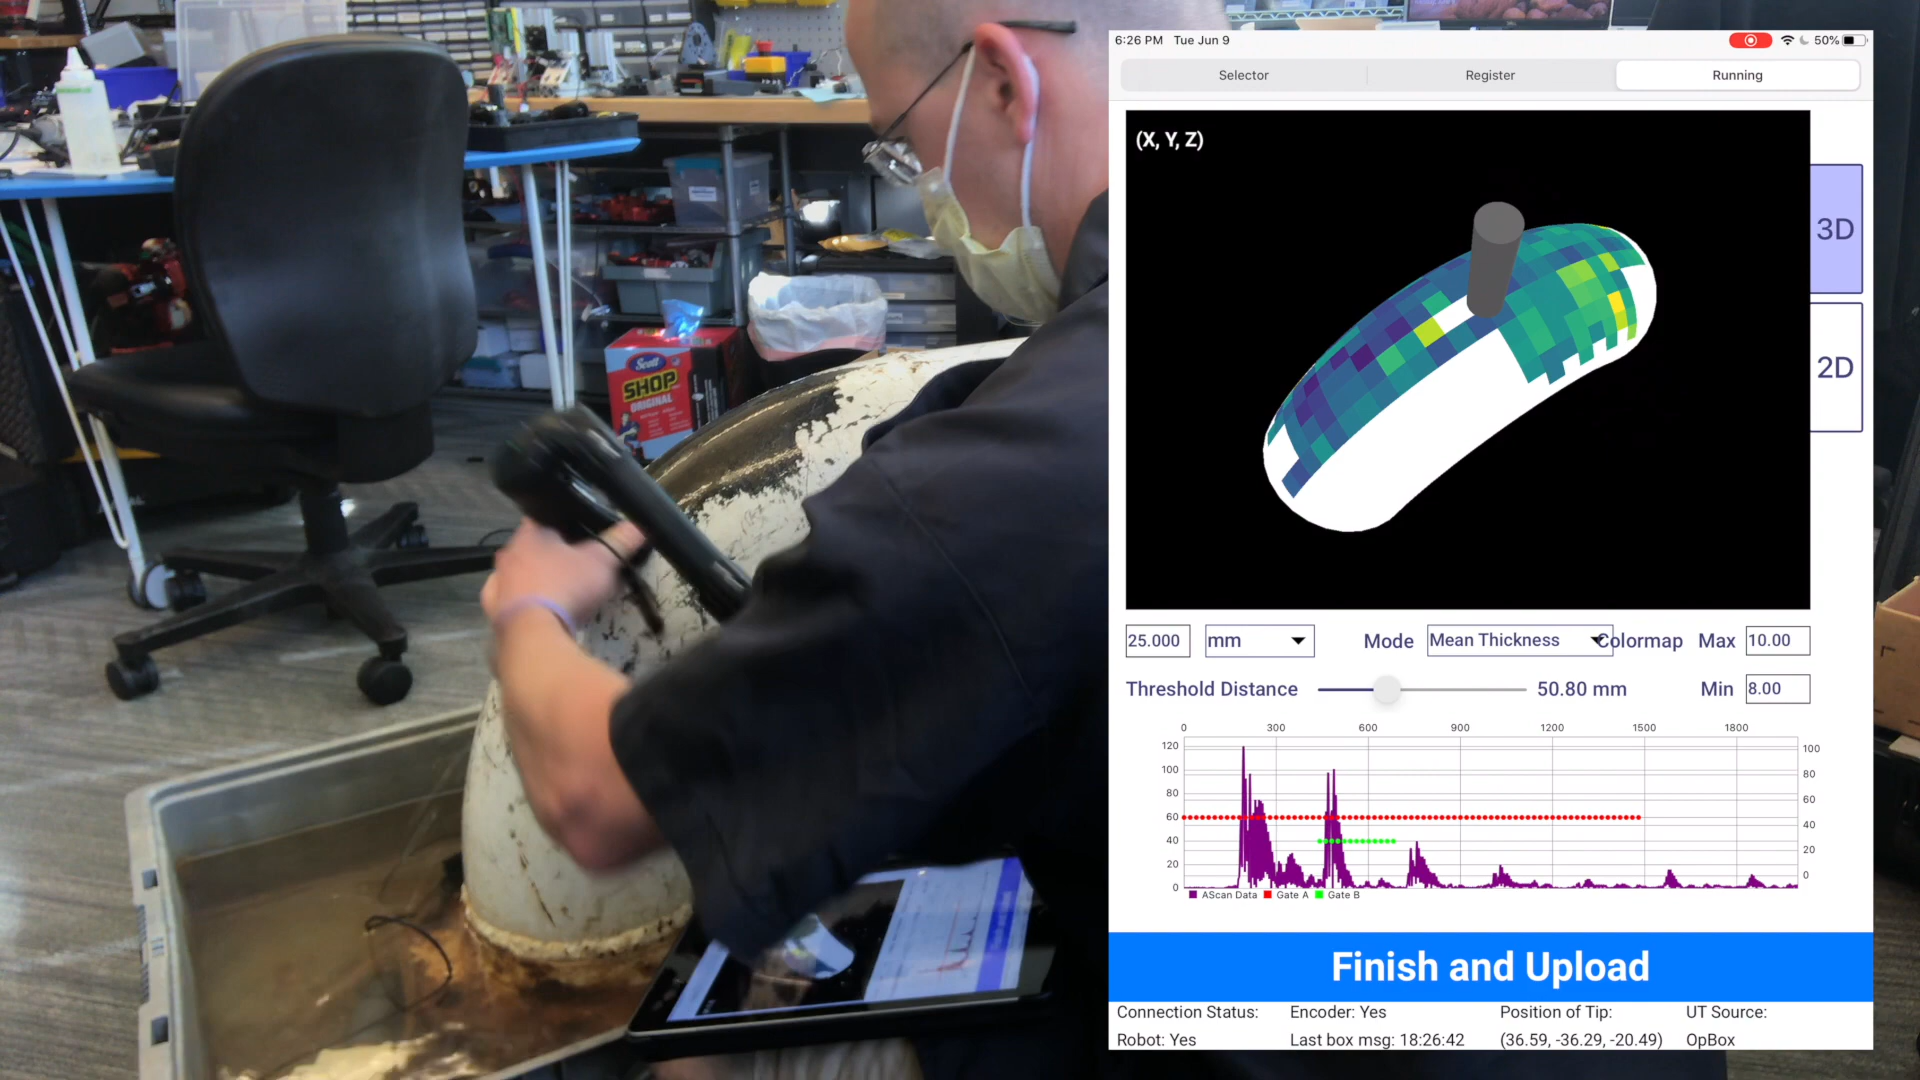 Scott
SHOP
ORIGINAL
6:26 PM Tue Jun 9
50%
Selector Register Running
(X, Y, Z)
3D
2D
25.000 mm Mode Mean Thickness Colormap Max 10.00
Threshold Distance 50.80 mm Min 8.00
0 300 600 900 1200 1500 1800
120
100 100
80 80
60 60
40 40
20 20
0 0
AScan Data Gate A Gate B
Finish and Upload
Connection Status: Encoder: Yes Position of Tip: UT Source:
Robot: Yes Last box msg: 18:26:42 (36.59, -36.29, -20.49) OpBox